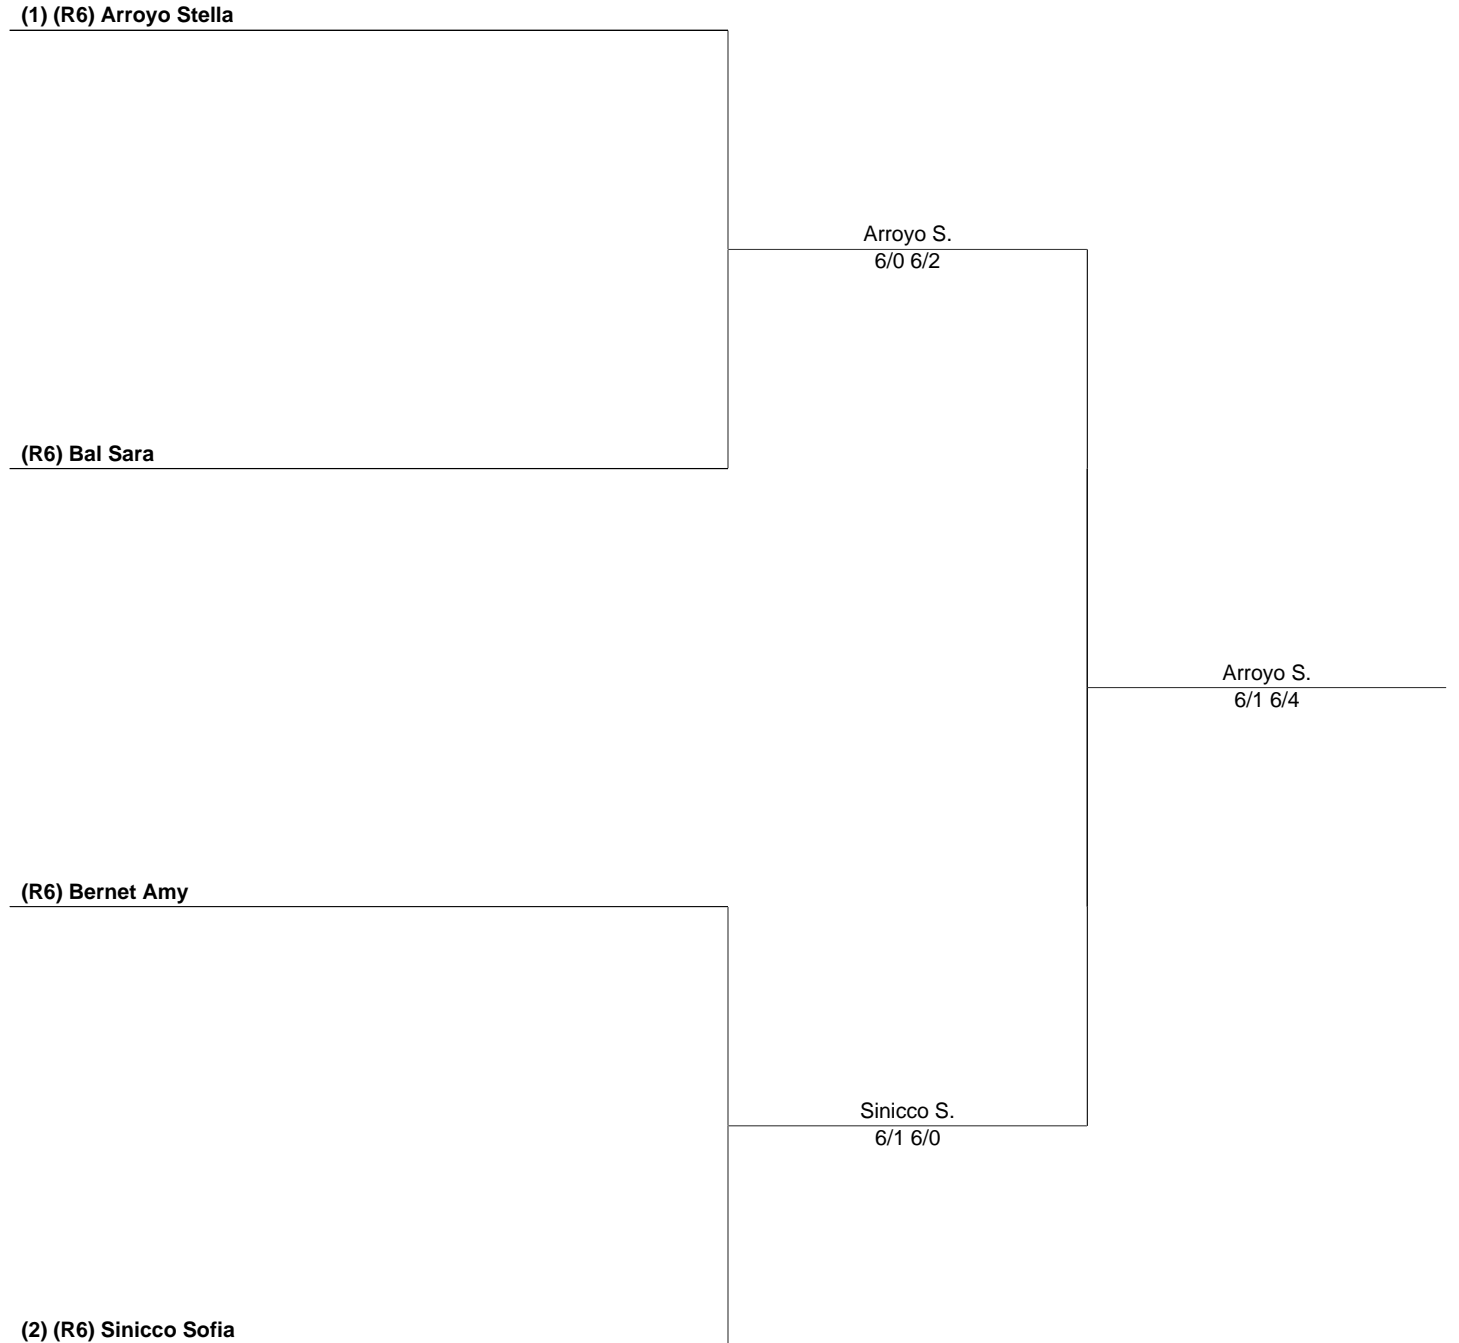 (1) (R6) Arroyo Stella
Arroyo S.
6/0 6/2
(R6) Bal Sara
Arroyo S.
6/1 6/4
(R6) Bernet Amy
Sinicco S.
6/1 6/0
(2) (R6) Sinicco Sofia